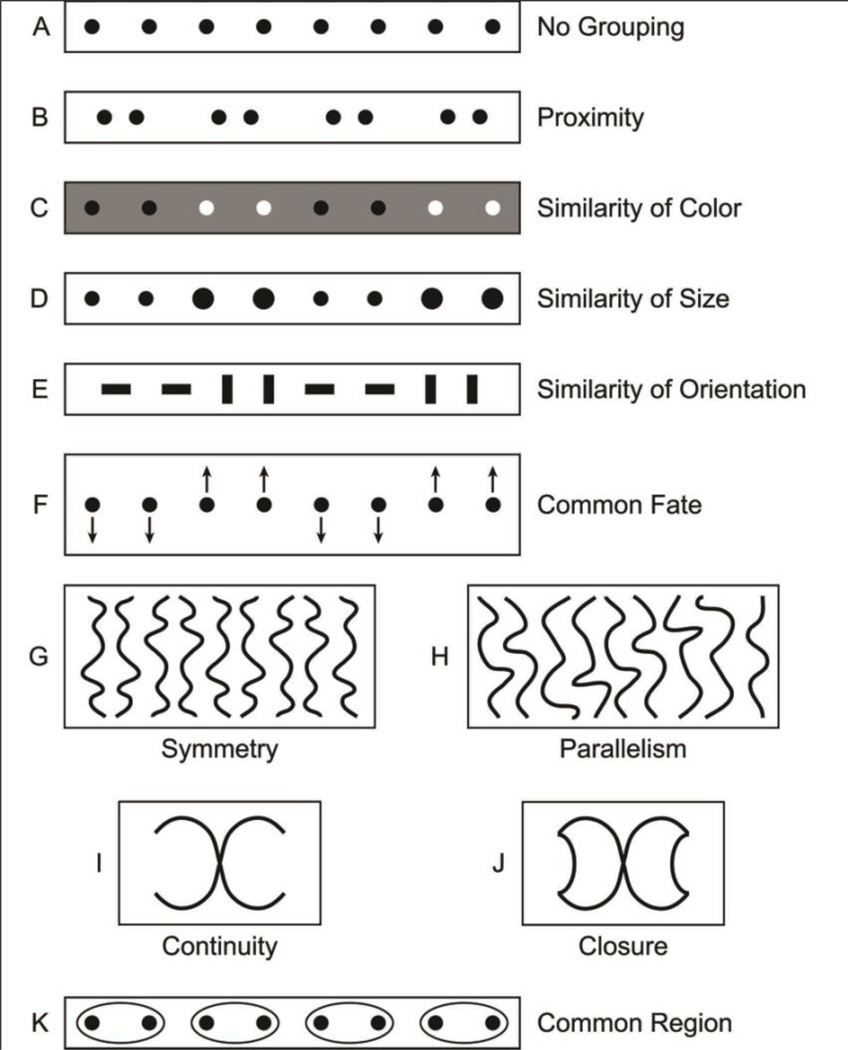 A No Grouping
B Proximity
C Similarity of Color
D Similarity of Size
E Similarity of Orientation
F Common Fate
G
H
Symmetry
Parallelism
I
J
Continuity
Closure
K Common Region